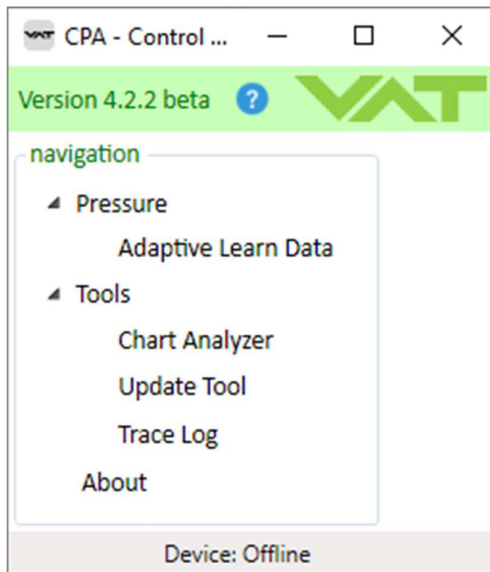 VAT CPA - Control ...
Version 4.2.2 beta ? VAT
navigation
Pressure
Adaptive Learn Data
Tools
Chart Analyzer
Update Tool
Trace Log
About
Device: Offline